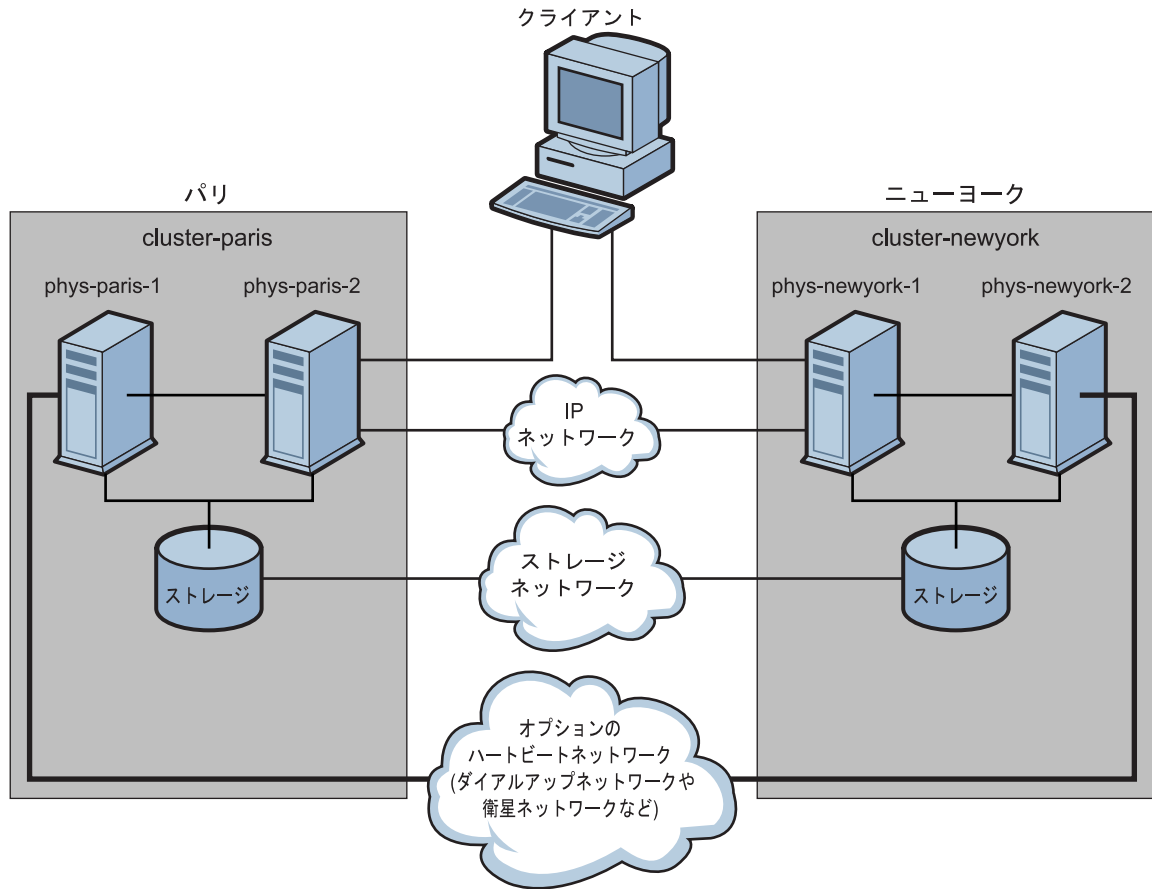 クライアント
パリ
ニューヨーク
cluster-paris
cluster-newyork
phys-paris-1
phys-paris-2
phys-newyork-1
phys-newyork-2
IP
ネットワーク
ストレージ
ネットワーク
ストレージ
ストレージ
オプションの
ハートビートネットワーク
(ダイアルアップネットワークや
衛星ネットワークなど)